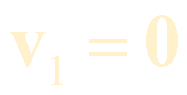 v₁ = 0